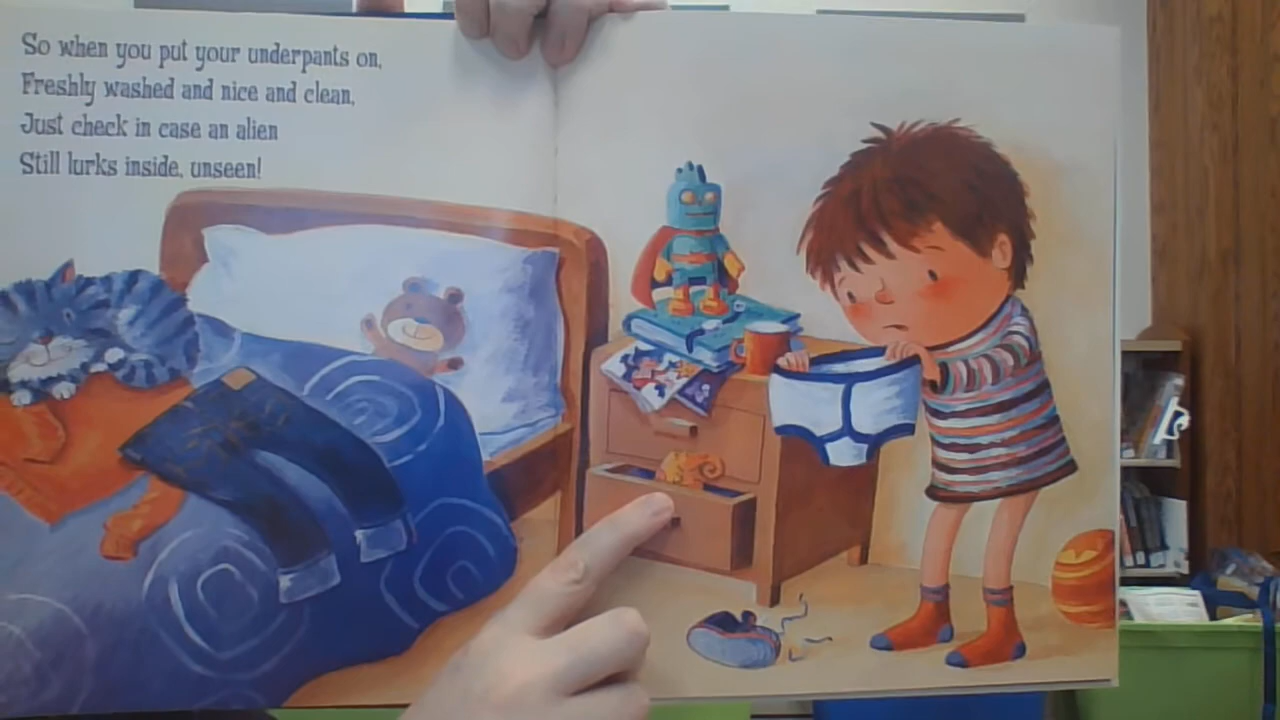 So when you put your underpants on,
Freshly washed and nice and clean,
Just check in case an alien
Still lurks inside, unseen!